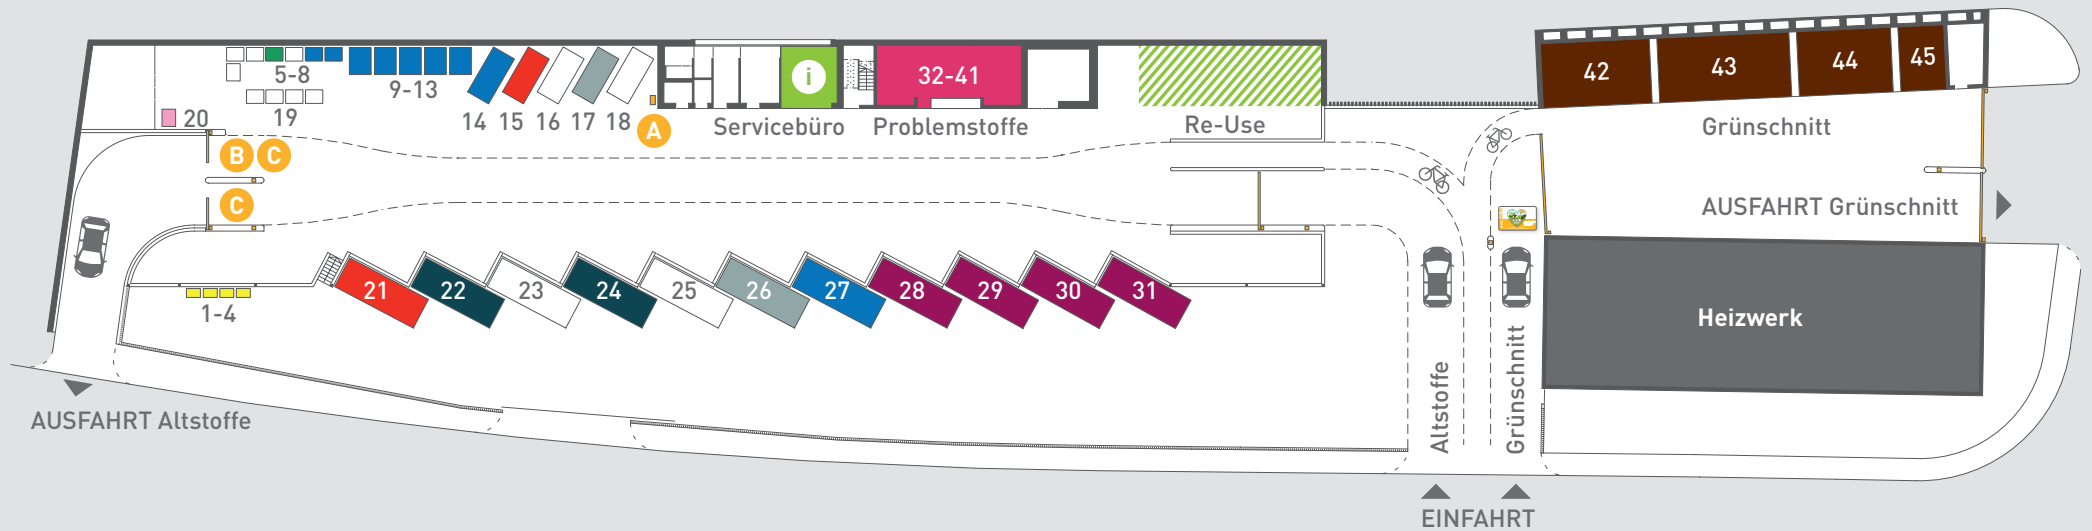 5-8
9-13
19
20
14
15
16
17
18
A
B
C
C
i
Servicebüro
32-41
Problemstoffe
Re-Use
42
43
44
45
Grünschnitt
AUSFAHRT Grünschnitt
1-4
21
22
23
24
25
26
27
28
29
30
31
Heizwerk
AUSFAHRT Altstoffe
Altstoffe
Grünschnitt
EINFAHRT